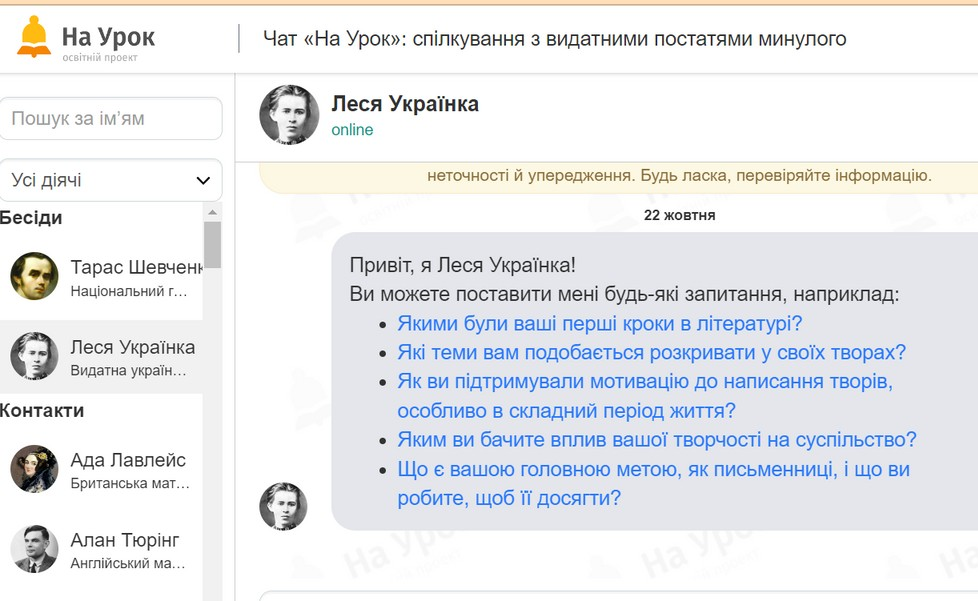 На Урок
освітній проект
Чат «На Урок»: спілкування з видатними постатями минулого
Пошук за ім’ям
Усі діячі
Бесіди
Тарас Шевченк
Національний г…
Леся Українка
Видатна україн…
Контакти
Ада Лавлейс
Британська мат…
Алан Тюрінг
Англійський ма…
Леся Українка
online
неточності й упередження. Будь ласка, перевіряйте інформацію.
22 жовтня
Привіт, я Леся Українка!
Ви можете поставити мені будь-які запитання, наприклад:
Якими були ваші перші кроки в літературі?
Які теми вам подобається розкривати у своїх творах?
Як ви підтримували мотивацію до написання творів,
особливо в складний період життя?
Яким ви бачите вплив вашої творчості на суспільство?
Що є вашою головною метою, як письменниці, і що ви
робите, щоб її досягти?